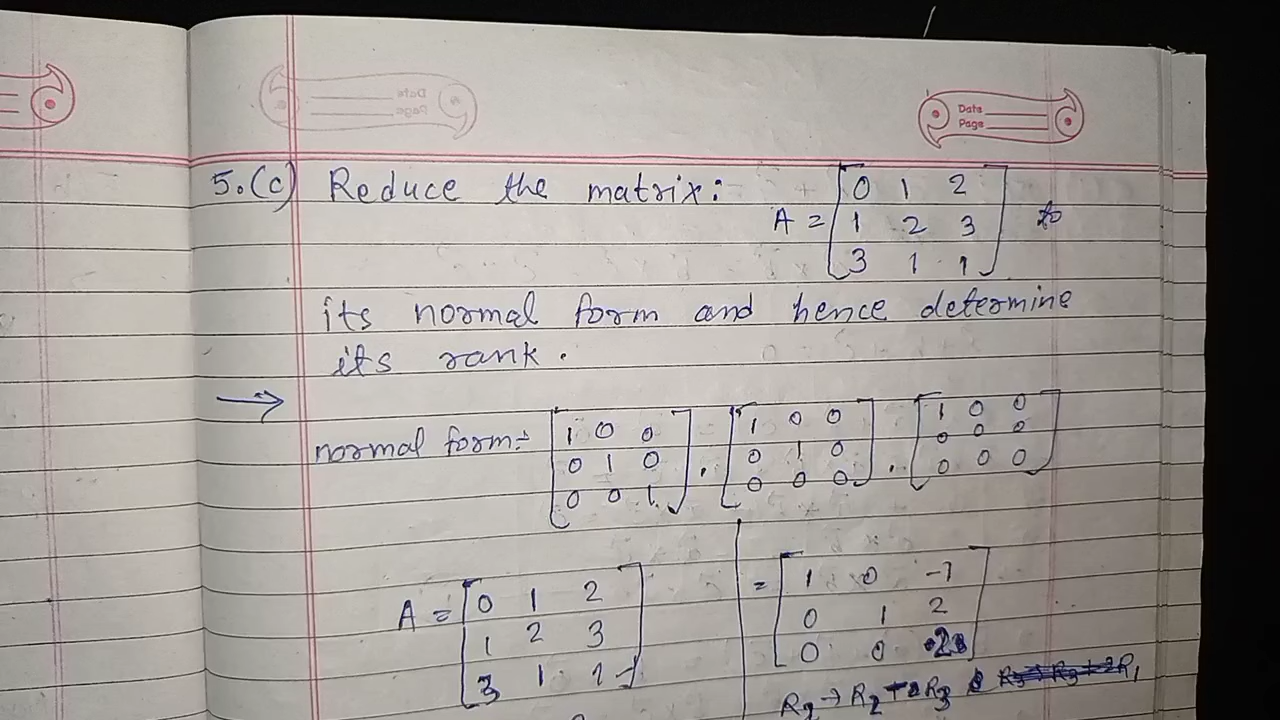 Date
Page
5.(c) Reduce the matrix: A = [0 1 2
1 2 3
3 1 1] to
its normal form and hence determine
its rank.
→
normal form:- [1 0 0
0 1 0
0 0 1] , [1 0 0
0 1 0
0 0 0] , [1 0 0
0 0 0
0 0 0]
A = [0 1 2
1 2 3
3 1 1]
= [1 0 -1
0 1 2
0 0 2]
R2 → R2 R3